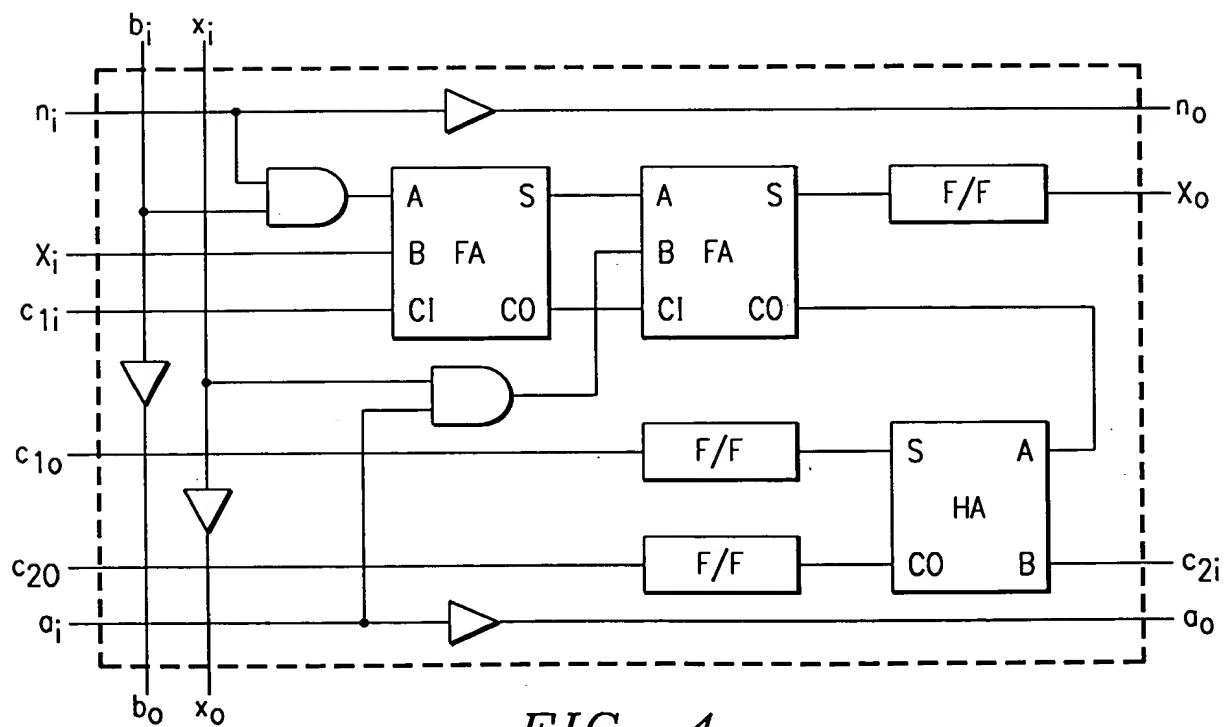 bi xi
ni no
A S A S F/F Xo
Xi B FA B FA
c1i CI CO CI CO
c1o F/F S A
HA
c20 F/F CO B c2i
ai ao
bo xo
FIG. 4